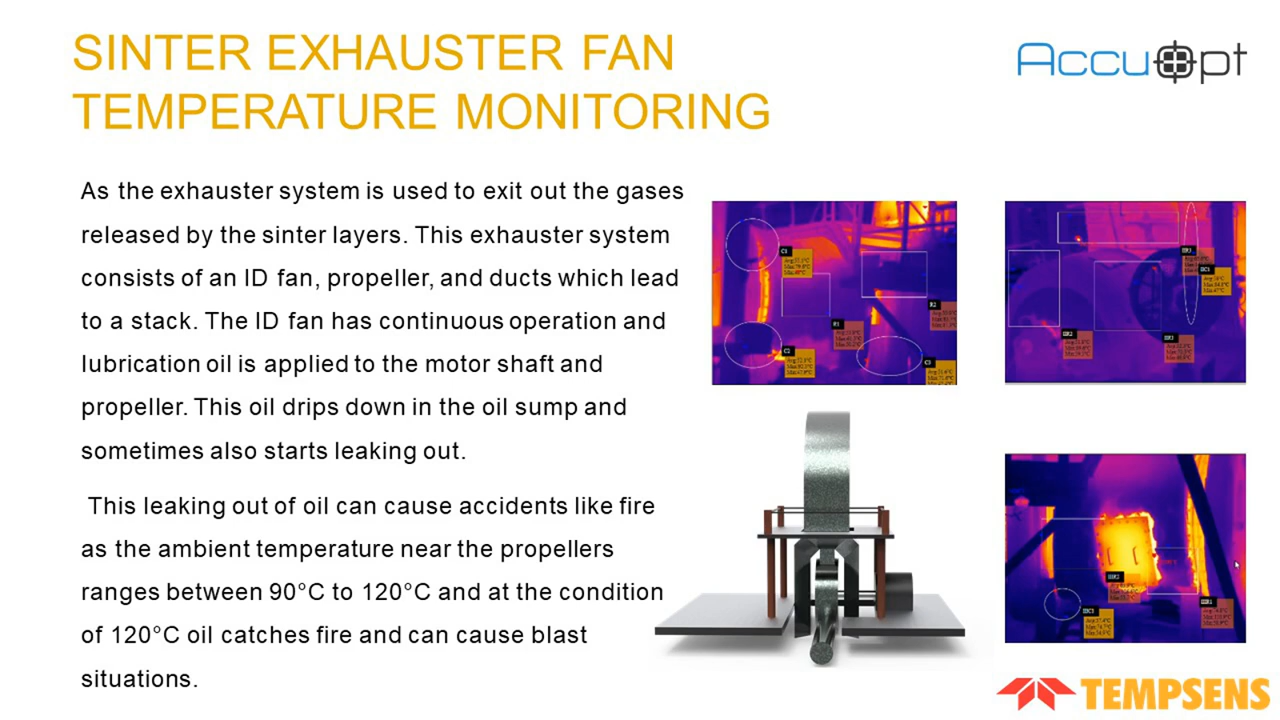 SINTER EXHAUSTER FAN
TEMPERATURE MONITORING
Accu pt
As the exhauster system is used to exit out the gases
released by the sinter layers. This exhauster system
consists of an ID fan, propeller, and ducts which lead
to a stack. The ID fan has continuous operation and
lubrication oil is applied to the motor shaft and
propeller. This oil drips down in the oil sump and
sometimes also starts leaking out.
This leaking out of oil can cause accidents like fire
as the ambient temperature near the propellers
ranges between 90°C to 120°C and at the condition
of 120°C oil catches fire and can cause blast
situations.
TEMPSENS